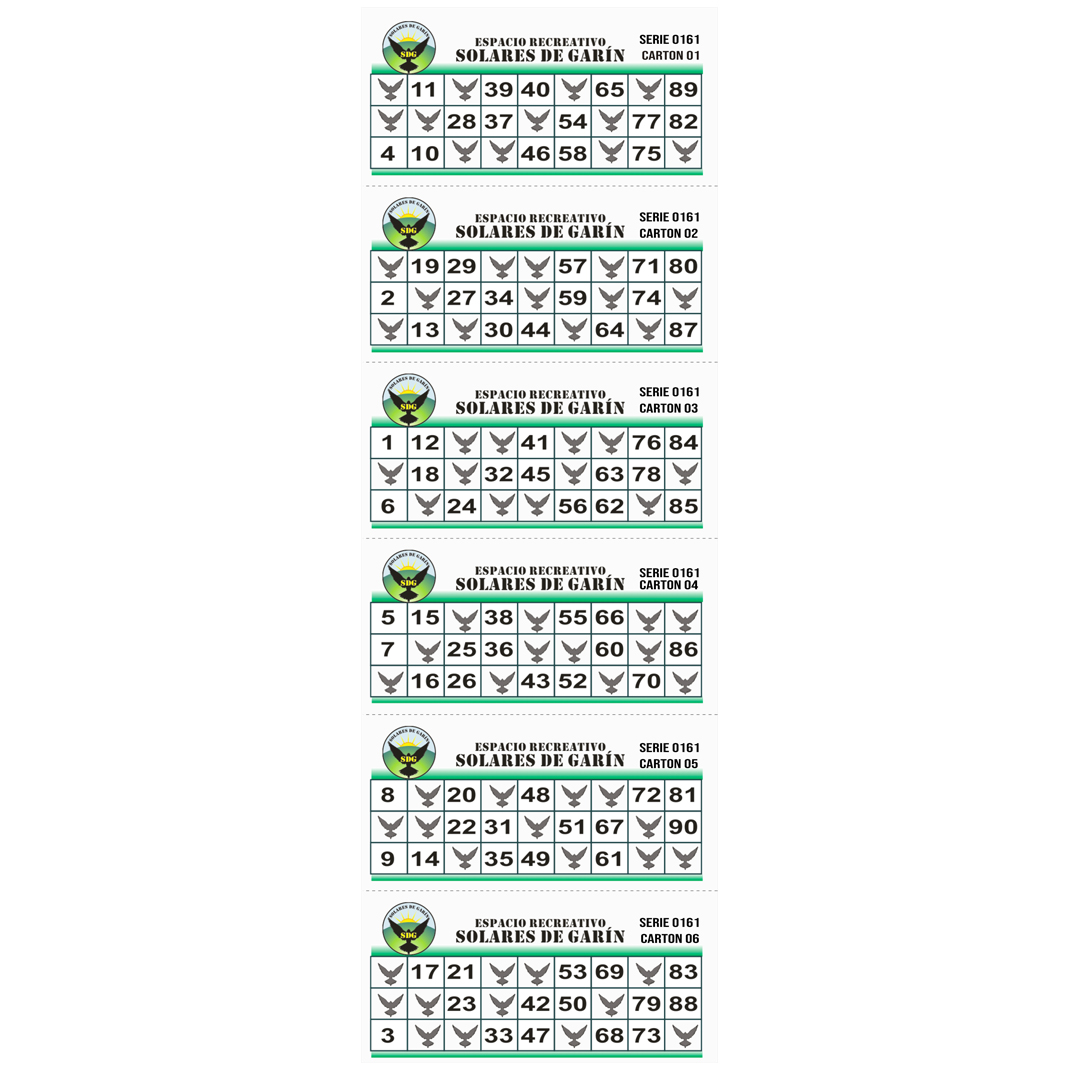 SOLARES DE GARÍN
SDG
ESPACIO RECREATIVO
SOLARES DE GARÍN
SERIE 0161
CARTON 01
11 39 40 65 89
28 37 54 77 82
4 10 46 58 75
SOLARES DE GARÍN
SDG
ESPACIO RECREATIVO
SOLARES DE GARÍN
SERIE 0161
CARTON 02
19 29 57 71 80
2 27 34 59 74
13 30 44 64 87
SOLARES DE GARÍN
SDG
ESPACIO RECREATIVO
SOLARES DE GARÍN
SERIE 0161
CARTON 03
1 12 41 76 84
18 32 45 63 78
6 24 56 62 85
SOLARES DE GARÍN
SDG
ESPACIO RECREATIVO
SOLARES DE GARÍN
SERIE 0161
CARTON 04
5 15 38 55 66
7 25 36 60 86
16 26 43 52 70
SOLARES DE GARÍN
SDG
ESPACIO RECREATIVO
SOLARES DE GARÍN
SERIE 0161
CARTON 05
8 20 48 72 81
22 31 51 67 90
9 14 35 49 61
SOLARES DE GARÍN
SDG
ESPACIO RECREATIVO
SOLARES DE GARÍN
SERIE 0161
CARTON 06
17 21 53 69 83
23 42 50 79 88
3 33 47 68 73